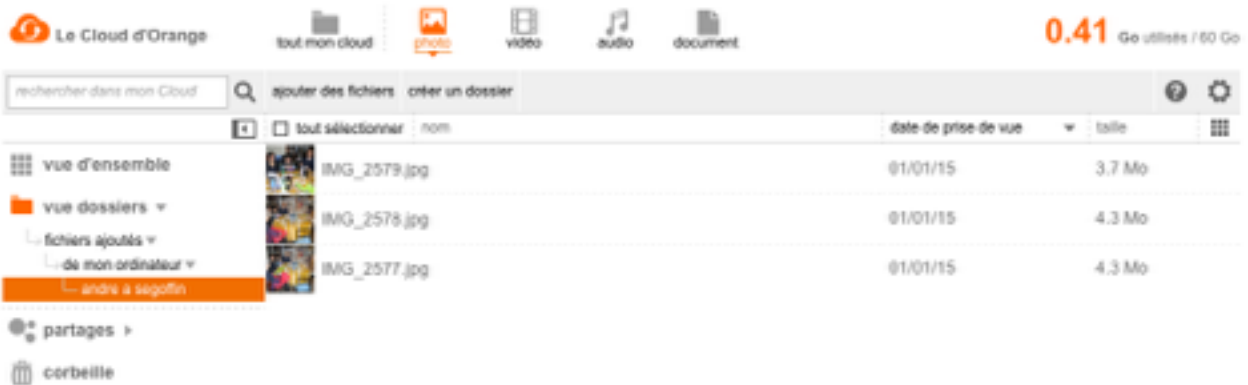 Le Cloud d'Orange
tout mon cloud photo vidéo audio document
0.41 Go utilisés / 60 Go
rechercher dans mon Cloud ajouter des fichiers créer un dossier
tout sélectionner nom date de prise de vue taille
vue d'ensemble
IMG_2579.jpg 01/01/15 3.7 Mo
vue dossiers
IMG_2578.jpg 01/01/15 4.3 Mo
fichiers ajoutés
de mon ordinateur
IMG_2577.jpg 01/01/15 4.3 Mo
andre a segoffin
partages
corbeille